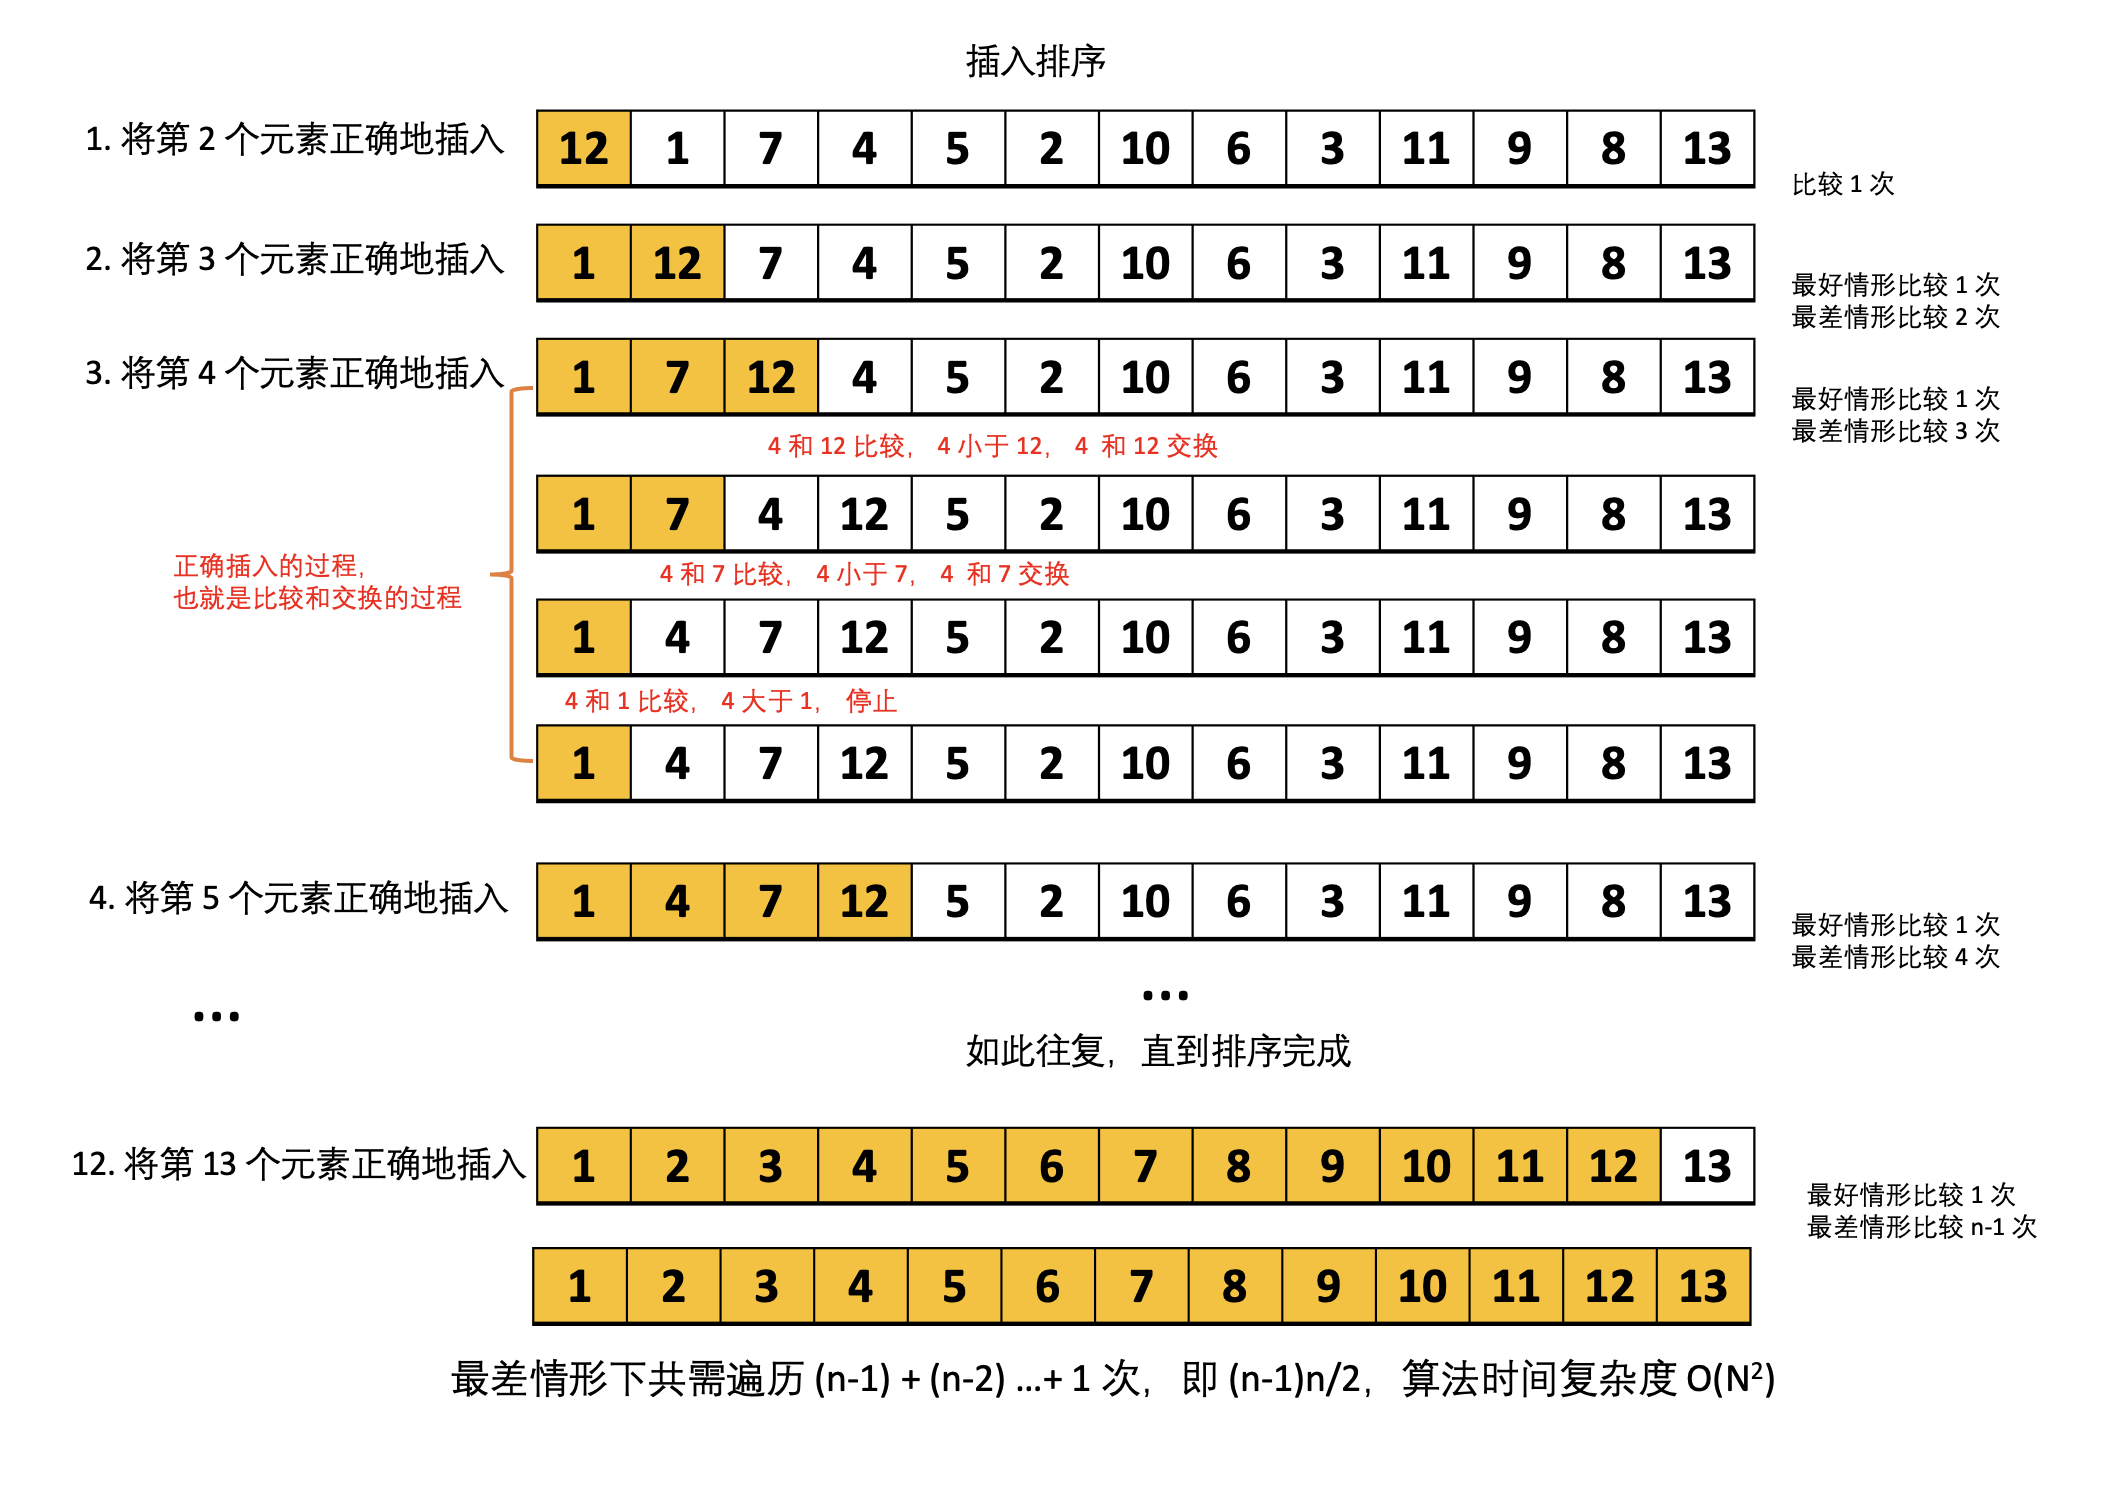 插入排序
1. 将第 2 个元素正确地插入
12 1 7 4 5 2 10 6 3 11 9 8 13
比较 1 次
2. 将第 3 个元素正确地插入
1 12 7 4 5 2 10 6 3 11 9 8 13
最好情形比较 1 次
最差情形比较 2 次
3. 将第 4 个元素正确地插入
1 7 12 4 5 2 10 6 3 11 9 8 13
最好情形比较 1 次
最差情形比较 3 次
4 和 12 比较, 4 小于 12, 4 和 12 交换
1 7 4 12 5 2 10 6 3 11 9 8 13
正确插入的过程,
也就是比较和交换的过程
4 和 7 比较, 4 小于 7, 4 和 7 交换
1 4 7 12 5 2 10 6 3 11 9 8 13
4 和 1 比较, 4 大于 1, 停止
1 4 7 12 5 2 10 6 3 11 9 8 13
4. 将第 5 个元素正确地插入
1 4 7 12 5 2 10 6 3 11 9 8 13
最好情形比较 1 次
最差情形比较 4 次
...
...
如此往复, 直到排序完成
12. 将第 13 个元素正确地插入
1 2 3 4 5 6 7 8 9 10 11 12 13
最好情形比较 1 次
最差情形比较 n-1 次
1 2 3 4 5 6 7 8 9 10 11 12 13
最差情形下共需遍历 (n-1) + (n-2) ...+ 1 次, 即 (n-1)n/2, 算法时间复杂度 O(N²)